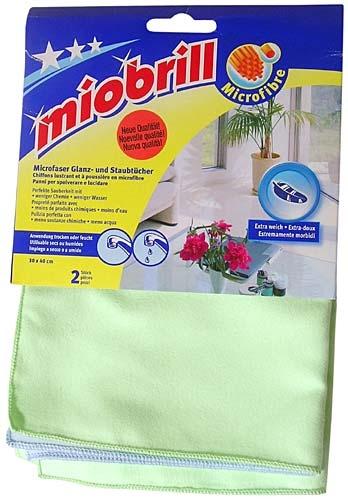 miobrill
Microfibre
Neue Qualität!
Nouvelle qualité!
Nuova qualità!
Microfaser Glanz- und Staubtücher
Chiffons lustrant et à poussière en microfibre
Panni per spolverare e lucidare
Perfekte Sauberkeit mit
• weniger Chemie • weniger Wasser
Propreté parfaite avec
• moins de produits chimiques • moins d'eau
Pulizia perfetta con
• meno sostanze chimiche • meno acqua
Anwendung trocken oder feucht
Utilisable secs ou humides
Impiego a secco o a umido
30 x 40 cm
2 Stück
pièces
pezzi
Extra weich • Extra-doux
Estremamente morbidi